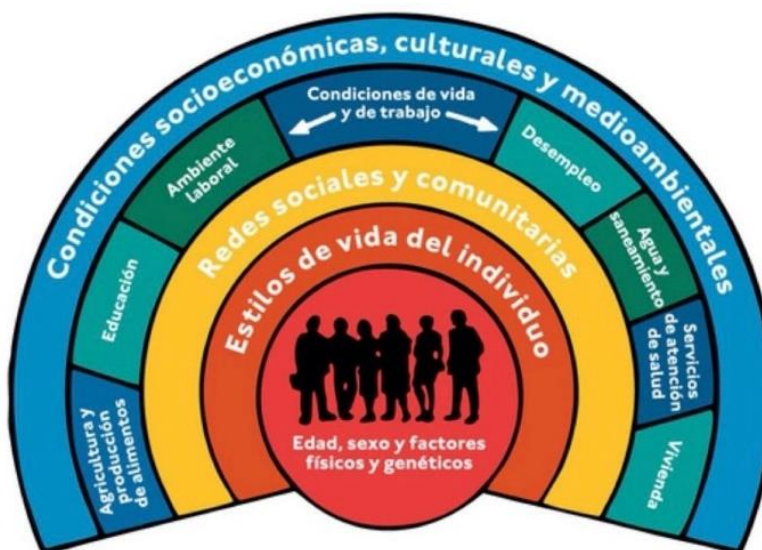 Condiciones socioeconómicas, culturales y medioambientales
Condiciones de vida
y de trabajo
Agricultura y
producción
de alimentos
Educación
Ambiente
laboral
Desempleo
Agua y
saneamiento
Servicios
de atención
de salud
Vivienda
Redes sociales y comunitarias
Estilos de vida del individuo
Edad, sexo y factores
físicos y genéticos